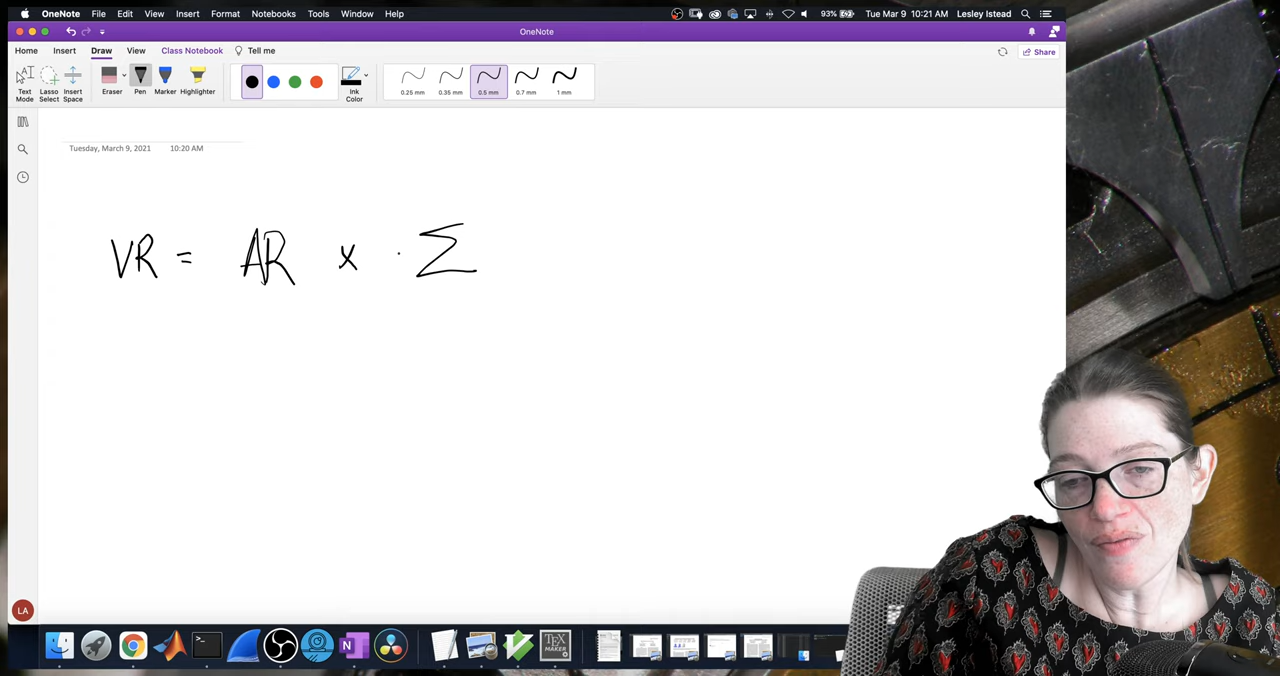 OneNote File Edit View Insert Format Notebooks Tools Window Help 93% Tue Mar 9 10:21 AM Lesley Istead
OneNote
Home Insert Draw View Class Notebook Tell me Share
Text Mode Lasso Select Insert Space Eraser Pen Marker Highlighter Ink Color 0.25 mm 0.35 mm 0.5 mm 0.7 mm 1 mm
Tuesday, March 9, 2021 10:20 AM
VR = AR x · Σ
LA
TEX MAKER